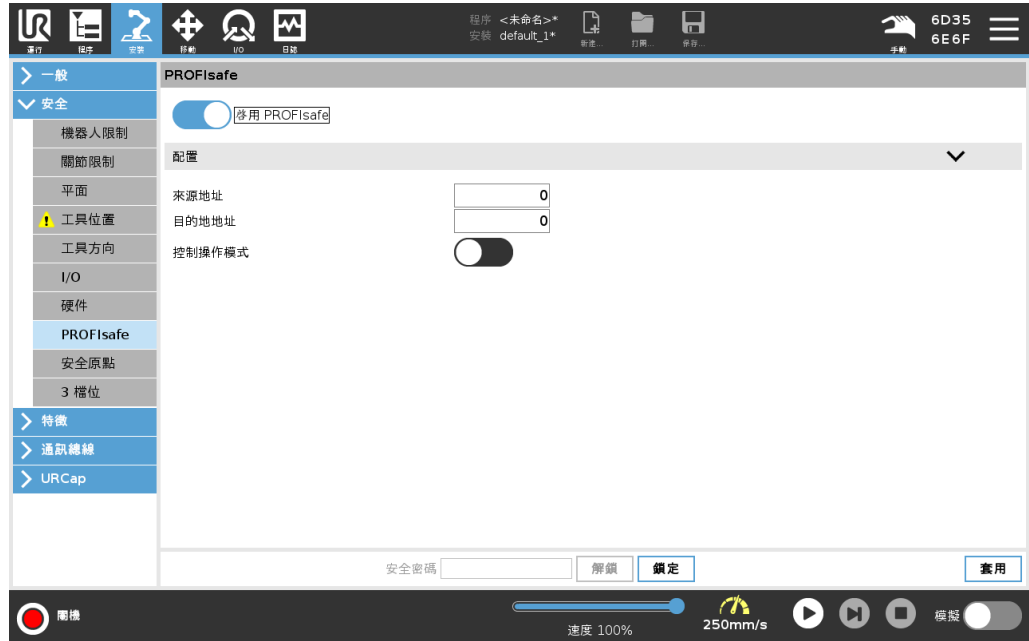 UR
運行
程序
安裝
移動
I/O
日誌
程序 <未命名>*
安裝 default_1*
新建...
打開...
保存...
手動
6D35
6E6F
一般
安全
機器人限制
關節限制
平面
工具位置
工具方向
I/O
硬件
PROFIsafe
安全原點
3 檔位
特徵
通訊總線
URCap
PROFIsafe
啓用 PROFIsafe
配置
來源地址 0
目的地地址 0
控制操作模式
安全密碼
解鎖
鎖定
套用
關機
速度 100%
250mm/s
模擬